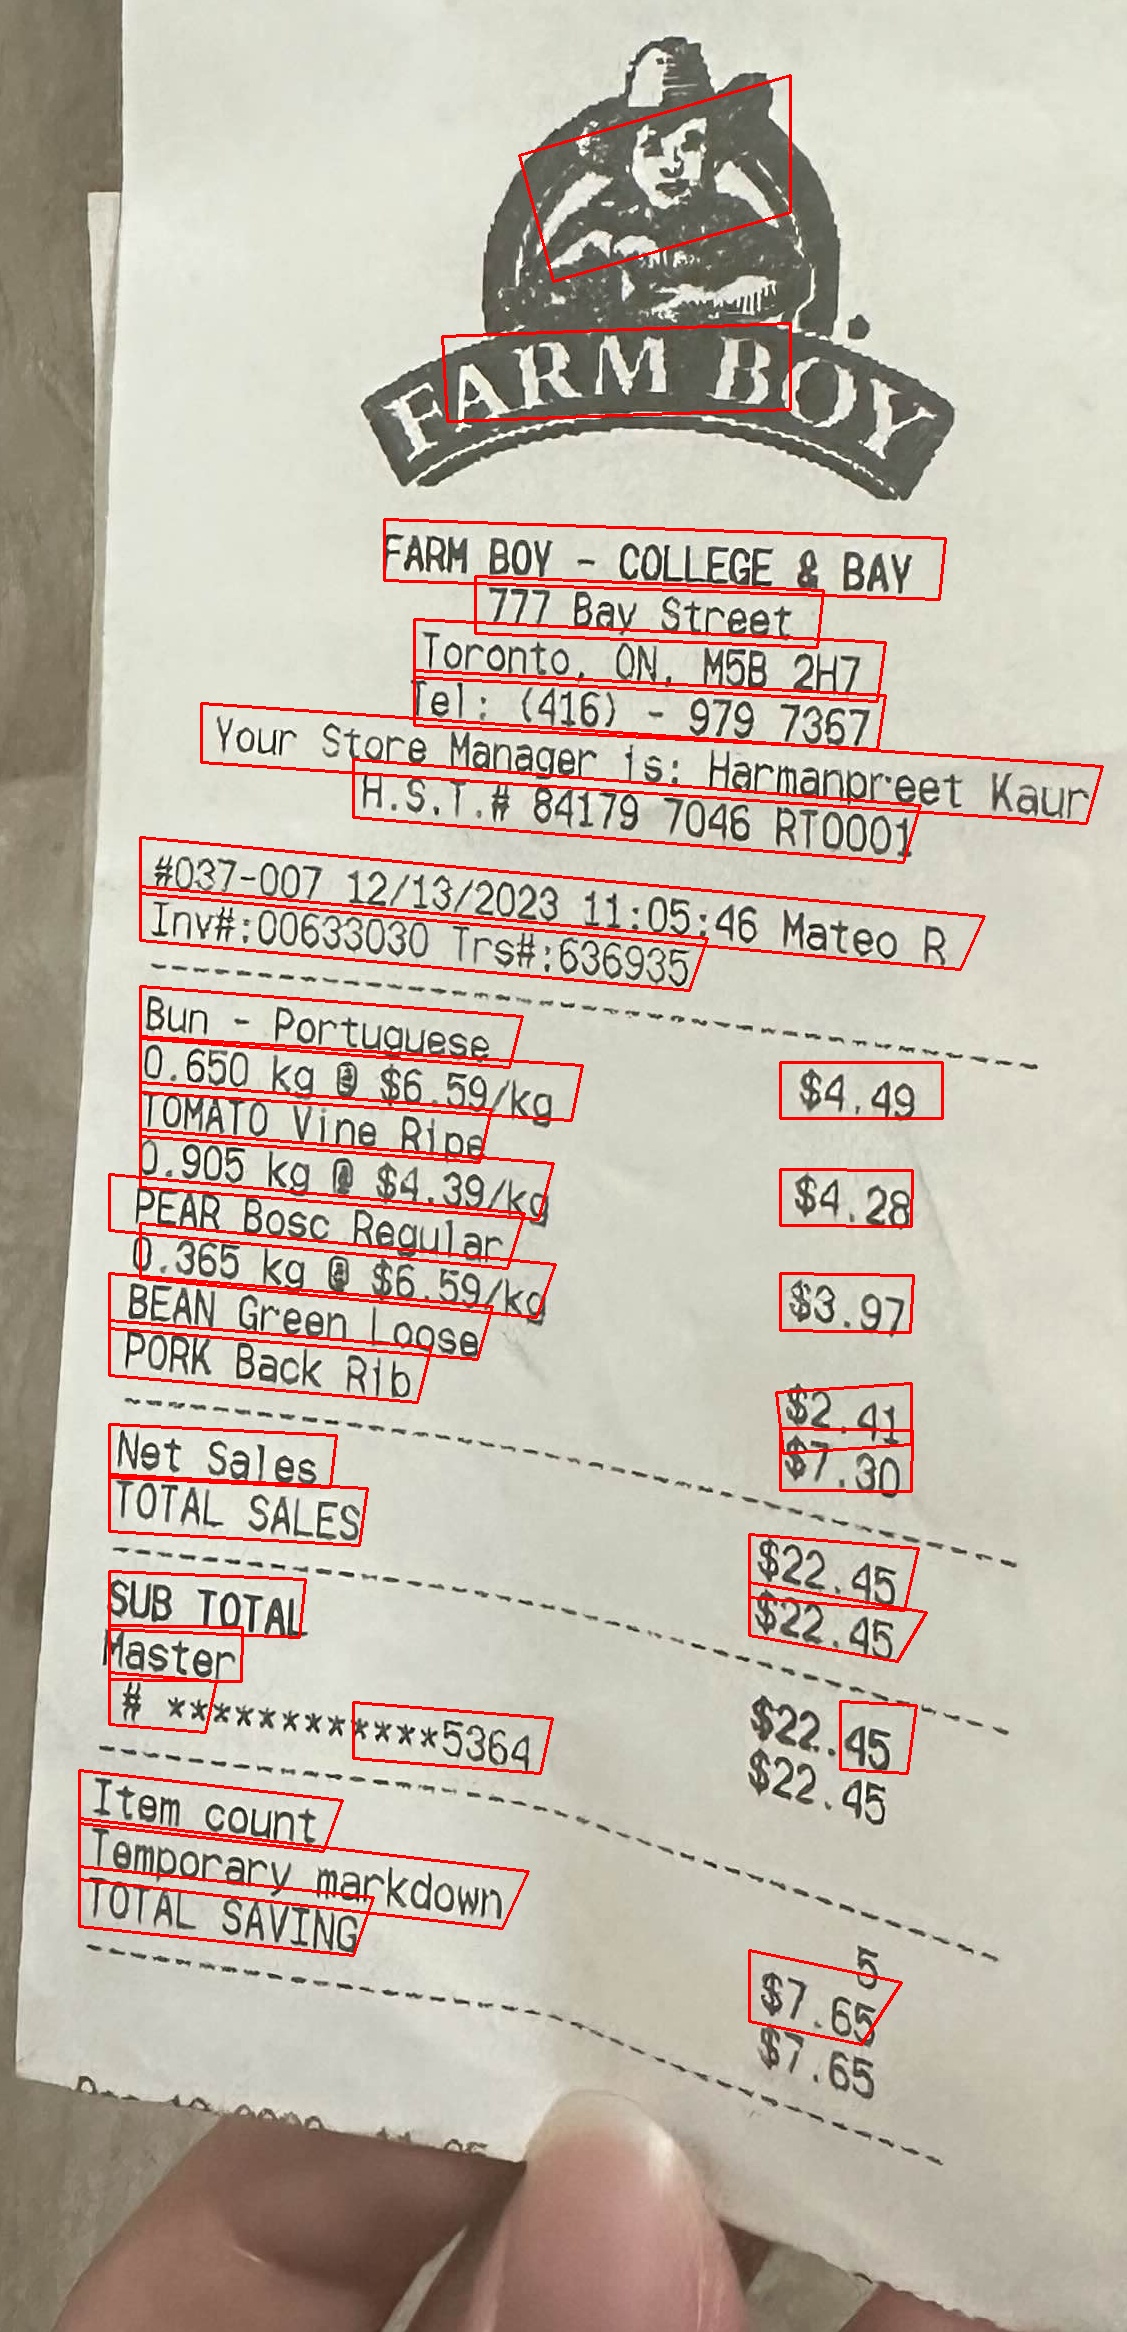 FARM BOY
FARM BOY - COLLEGE & BAY
777 Bay Street
Toronto, ON, M5B 2H7
Tel: (416) - 979 7367
Your Store Manager is: Harmanpreet Kaur
H.S.T.# 84179 7046 RT0001
#037-007 12/13/2023 11:05:46 Mateo R
Inv#:00633030 Trs#:636935
Bun - Portuguese $4.49
0.650 kg @ $6.59/kg
TOMATO Vine Ripe $4.28
0.905 kg @ $4.39/kg
PEAR Bosc Regular $3.97
0.365 kg @ $6.59/kg
BEAN Green Loose $2.41
PORK Back Rib $7.30
Net Sales $22.45
TOTAL SALES $22.45
SUB TOTAL $22.45
Master $22.45
# ************5364
Item count 5
Temporary markdown $7.65
TOTAL SAVING $7.65